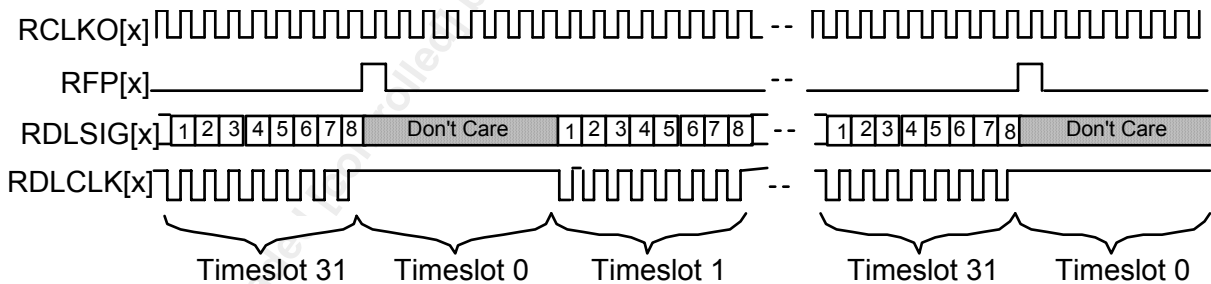 RCLKO[x]
RFP[x]
RDLSIG[x] 1 2 3 4 5 6 7 8 Don't Care 1 2 3 4 5 6 7 8 1 2 3 4 5 6 7 8 Don't Care
RDLCLK[x]
Timeslot 31 Timeslot 0 Timeslot 1 Timeslot 31 Timeslot 0